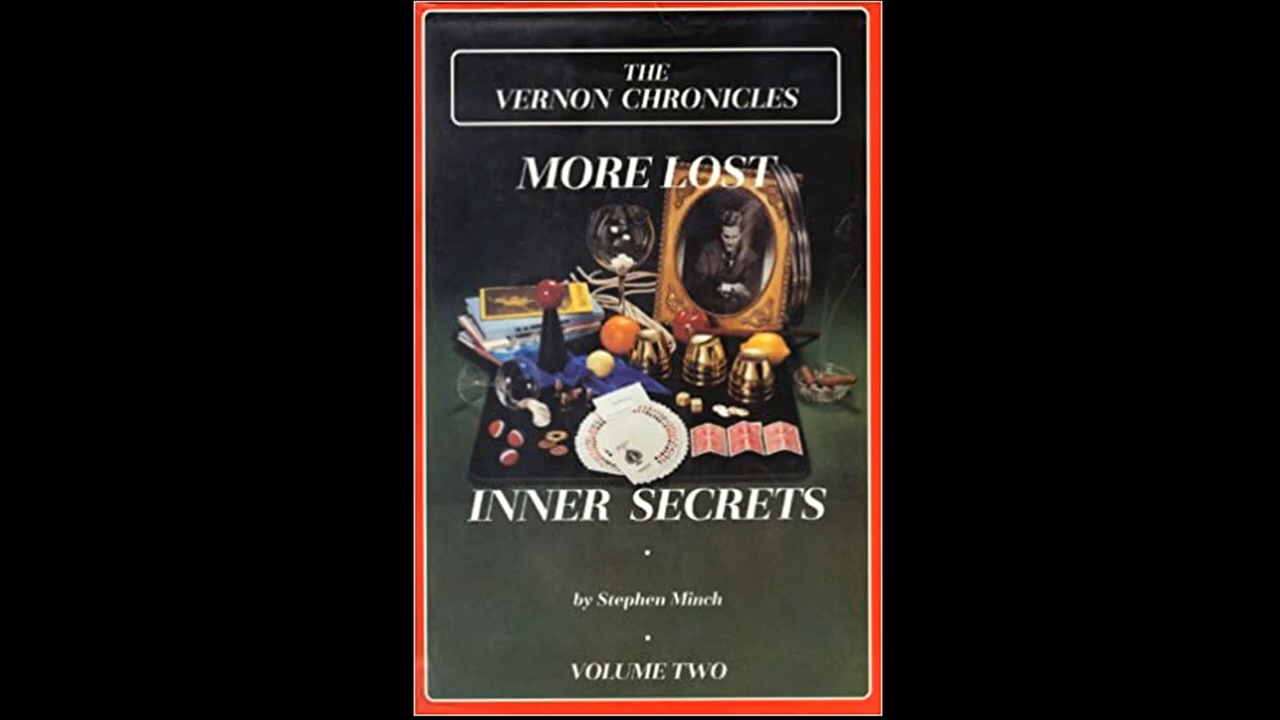 THE
VERNON CHRONICLES
MORE LOST
INNER SECRETS
by Stephen Minch
VOLUME TWO